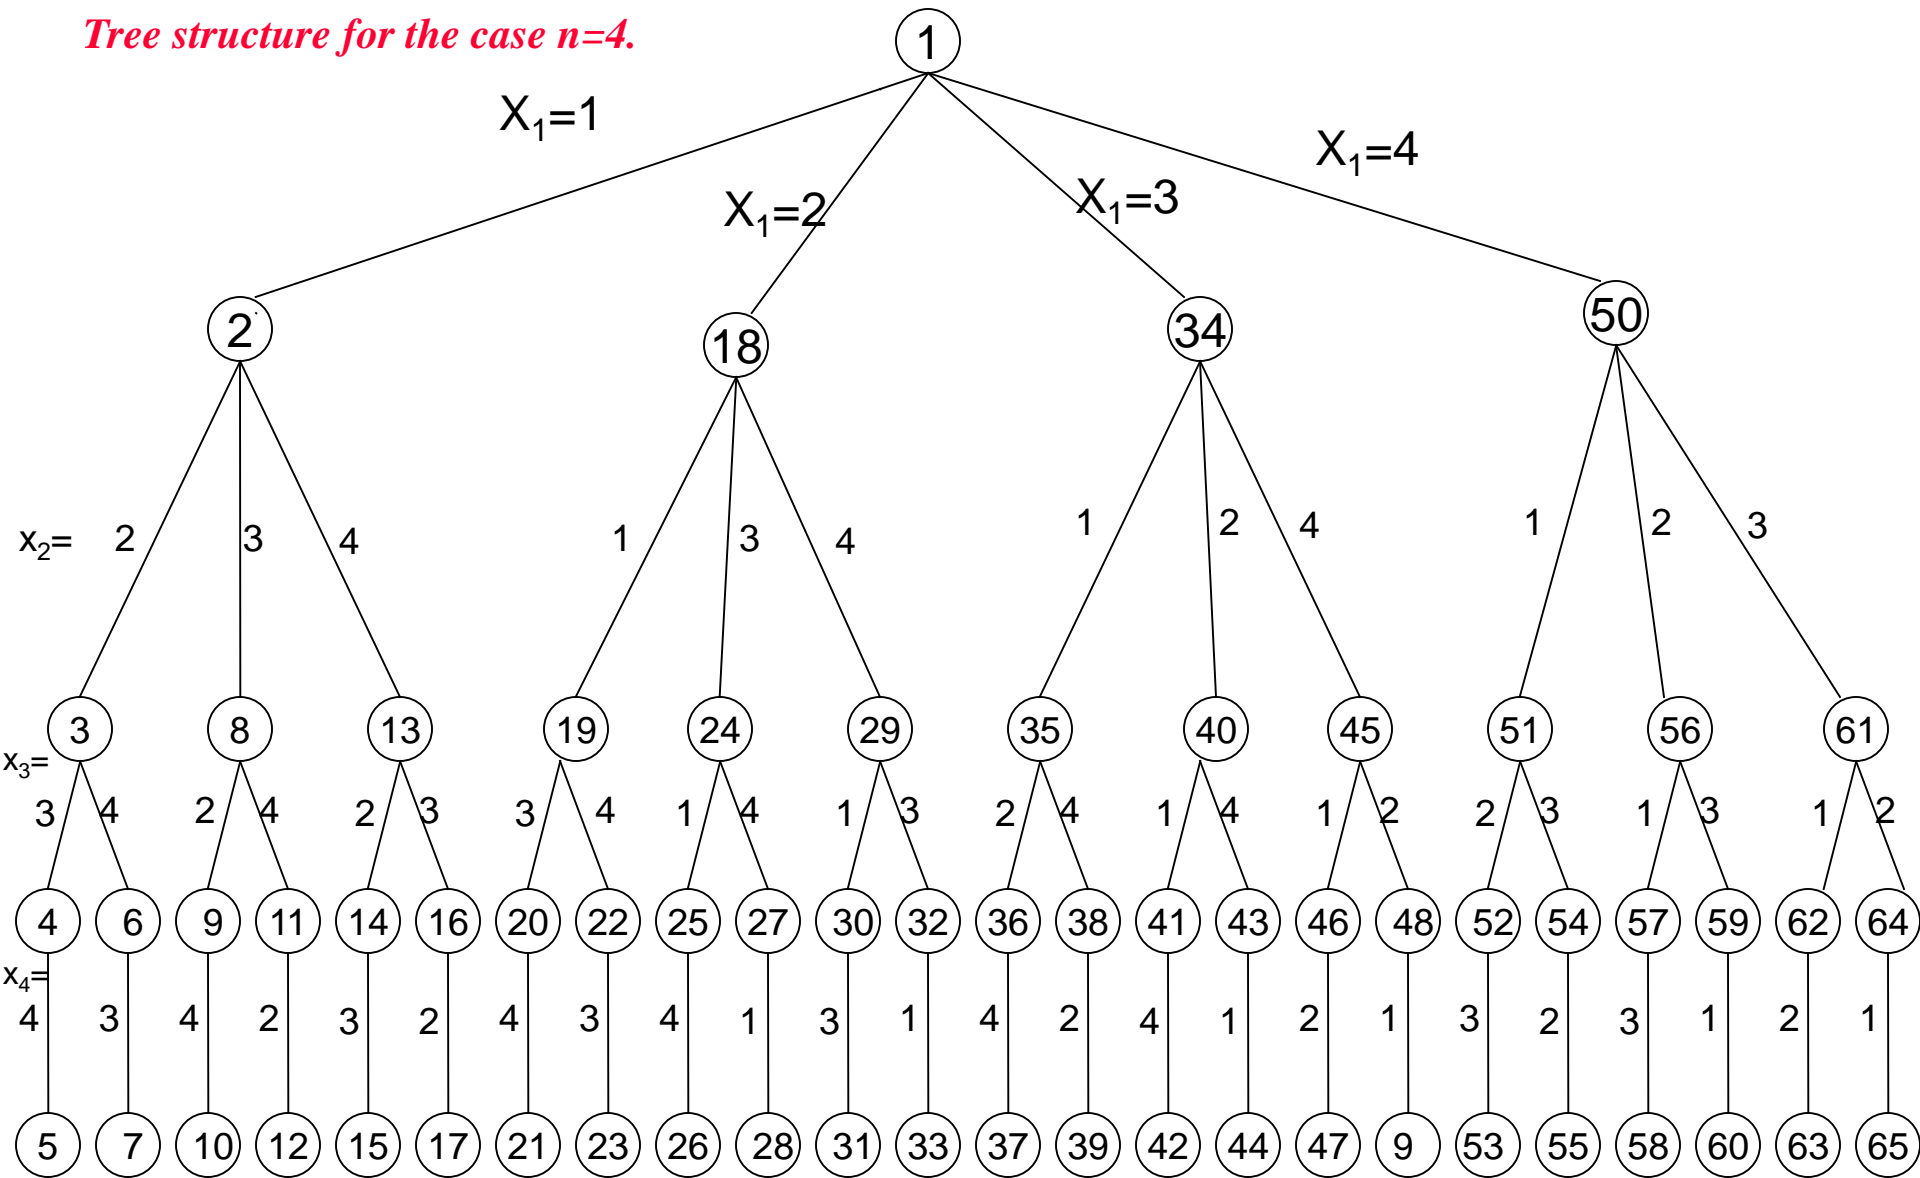 Tree structure for the case n=4.
1
X₁=1
X₁=4
X₁=2
X₁=3
2 18 34 50
x₂= 2 3 4 1 3 4 1 2 4 1 2 3
3 8 13 19 24 29 35 40 45 51 56 61
x₃=
3 4 2 4 2 3 3 4 1 4 1 3 2 4 1 4 1 2 2 3 1 3 1 2
4 6 9 11 14 16 20 22 25 27 30 32 36 38 41 43 46 48 52 54 57 59 62 64
x₄=
4 3 4 2 3 2 4 3 4 1 3 1 4 2 4 1 2 1 3 2 3 1 2 1
5 7 10 12 15 17 21 23 26 28 31 33 37 39 42 44 47 9 53 55 58 60 63 65